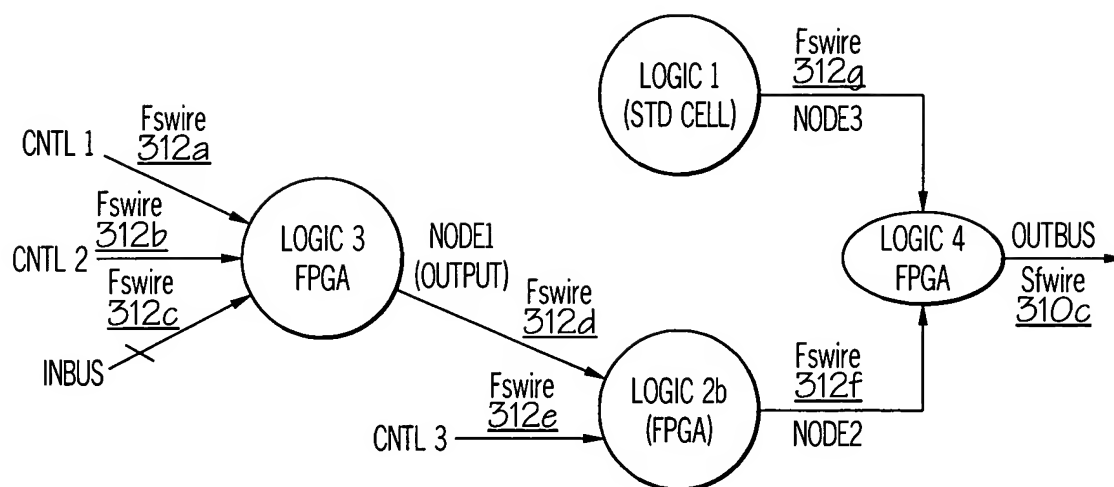 LOGIC 1
(STD CELL)
Fswire
312g
NODE3
CNTL 1
Fswire
312a
Fswire
312b
CNTL 2
Fswire
312c
INBUS
LOGIC 3
FPGA
NODE1
(OUTPUT)
Fswire
312d
Fswire
312e
CNTL 3
LOGIC 2b
(FPGA)
Fswire
312f
NODE2
LOGIC 4
FPGA
OUTBUS
Sfwire
310c